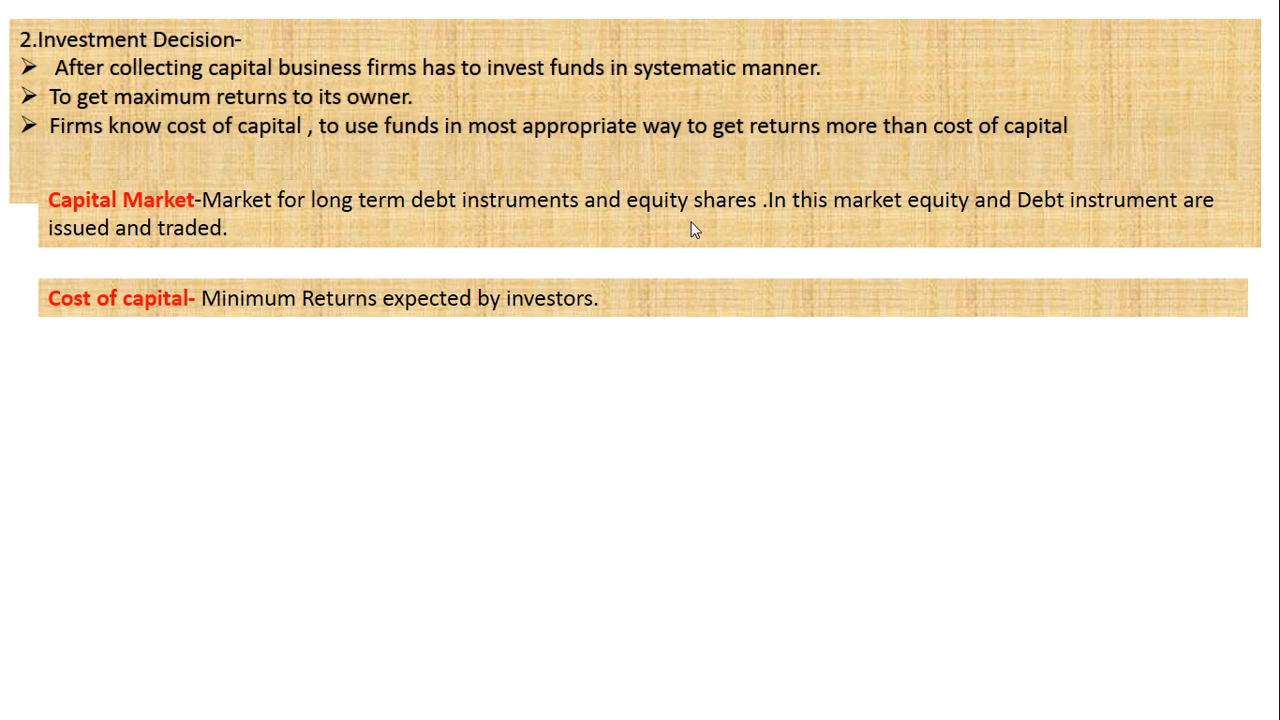 2.Investment Decision-
➢ After collecting capital business firms has to invest funds in systematic manner.
➢ To get maximum returns to its owner.
➢ Firms know cost of capital , to use funds in most appropriate way to get returns more than cost of capital
Capital Market-Market for long term debt instruments and equity shares .In this market equity and Debt instrument are
issued and traded.
Cost of capital- Minimum Returns expected by investors.